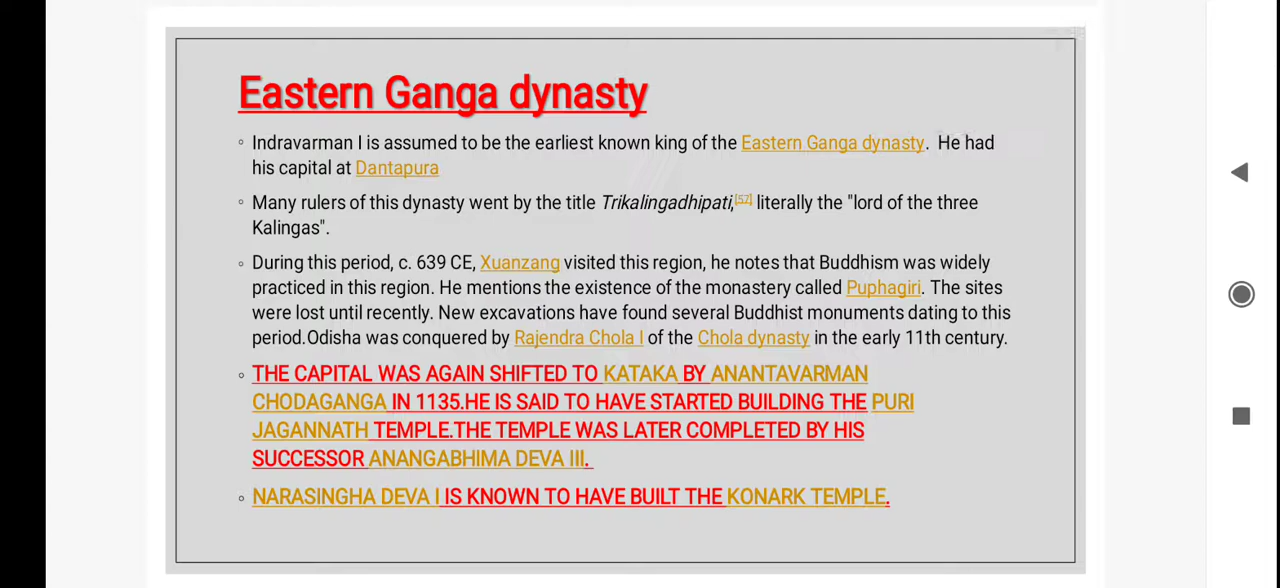 Eastern Ganga dynasty
◦ Indravarman I is assumed to be the earliest known king of the Eastern Ganga dynasty.  He had
his capital at Dantapura
◦ Many rulers of this dynasty went by the title Trikalingadhipati,[57] literally the "lord of the three
Kalingas".
◦ During this period, c. 639 CE, Xuanzang visited this region, he notes that Buddhism was widely
practiced in this region. He mentions the existence of the monastery called Puphagiri. The sites
were lost until recently. New excavations have found several Buddhist monuments dating to this
period.Odisha was conquered by Rajendra Chola I of the Chola dynasty in the early 11th century.
◦ THE CAPITAL WAS AGAIN SHIFTED TO KATAKA BY ANANTAVARMAN
CHODAGANGA IN 1135.HE IS SAID TO HAVE STARTED BUILDING THE PURI
JAGANNATH TEMPLE.THE TEMPLE WAS LATER COMPLETED BY HIS
SUCCESSOR ANANGABHIMA DEVA III.
◦ NARASINGHA DEVA I IS KNOWN TO HAVE BUILT THE KONARK TEMPLE.